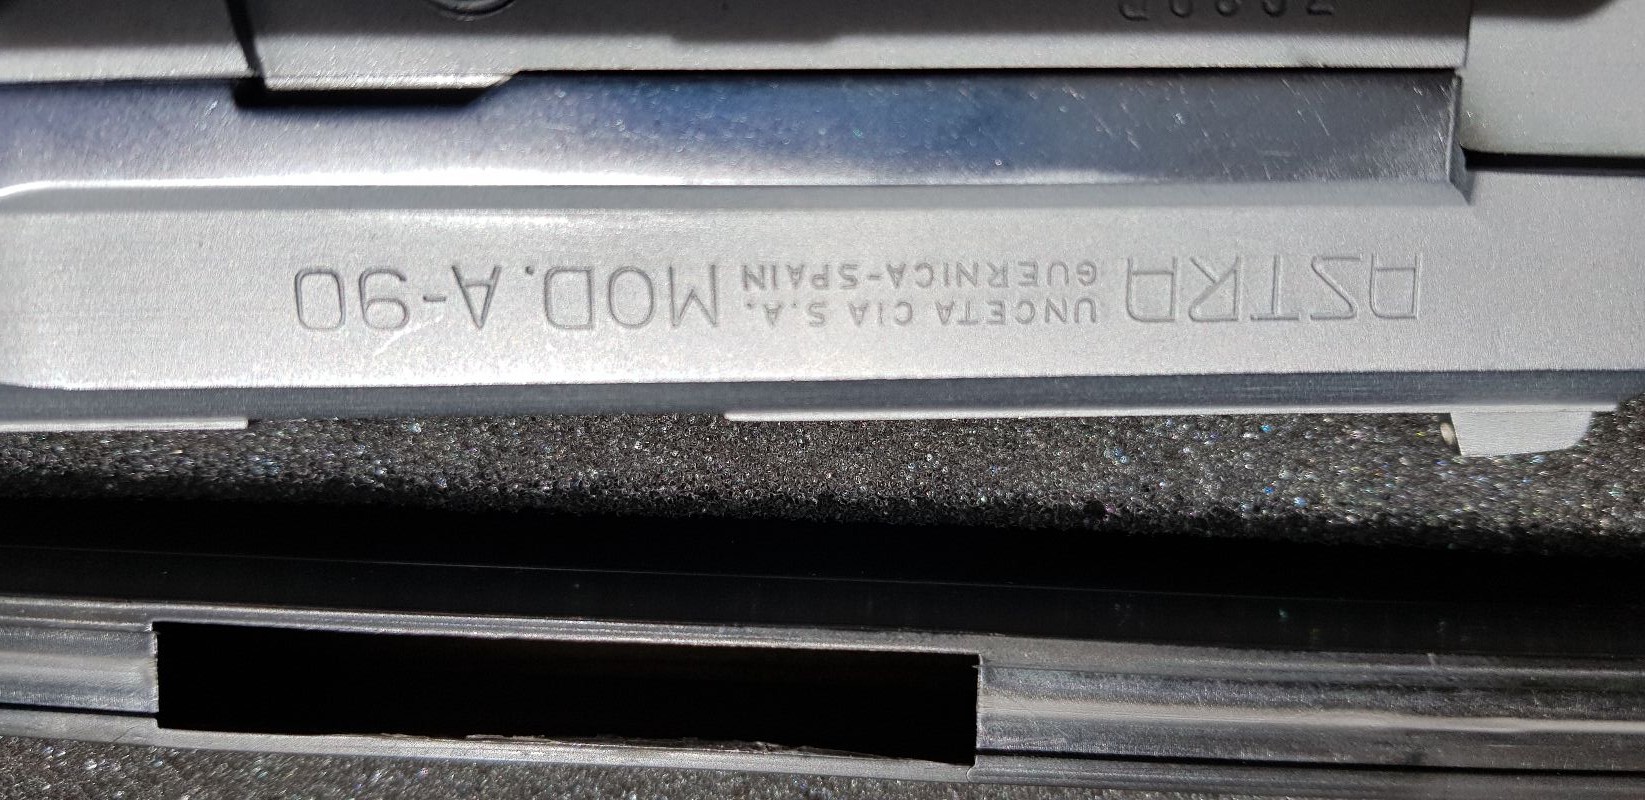 ASTRA
UNCETA CIA S.A.
GUERNICA-SPAIN
MOD. A-90